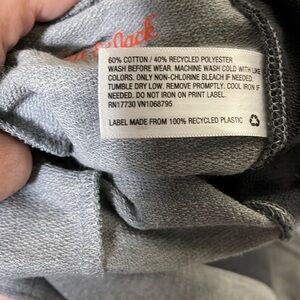 Jack
60% COTTON / 40% RECYCLED POLYESTER
WASH BEFORE WEAR. MACHINE WASH COLD WITH LIKE
COLORS. ONLY NON-CHLORINE BLEACH IF NEEDED.
TUMBLE DRY LOW. REMOVE PROMPTLY. COOL IRON IF
NEEDED. DO NOT IRON ON PRINT LABEL.
RN17730 VN1068795
LABEL MADE FROM 100% RECYCLED PLASTIC